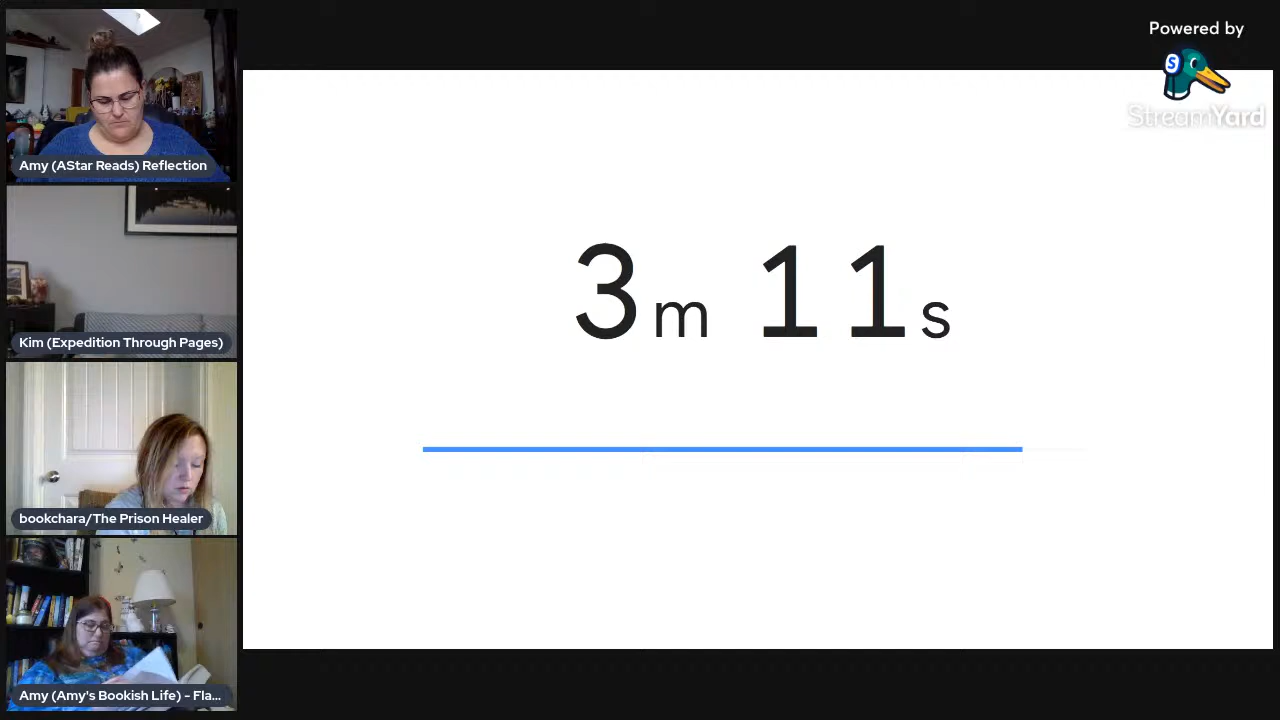 Powered by
StreamYard
Amy (AStar Reads) Reflection
Kim (Expedition Through Pages)
bookchara/The Prison Healer
Amy (Amy's Bookish Life) - Fla...
3m 11s